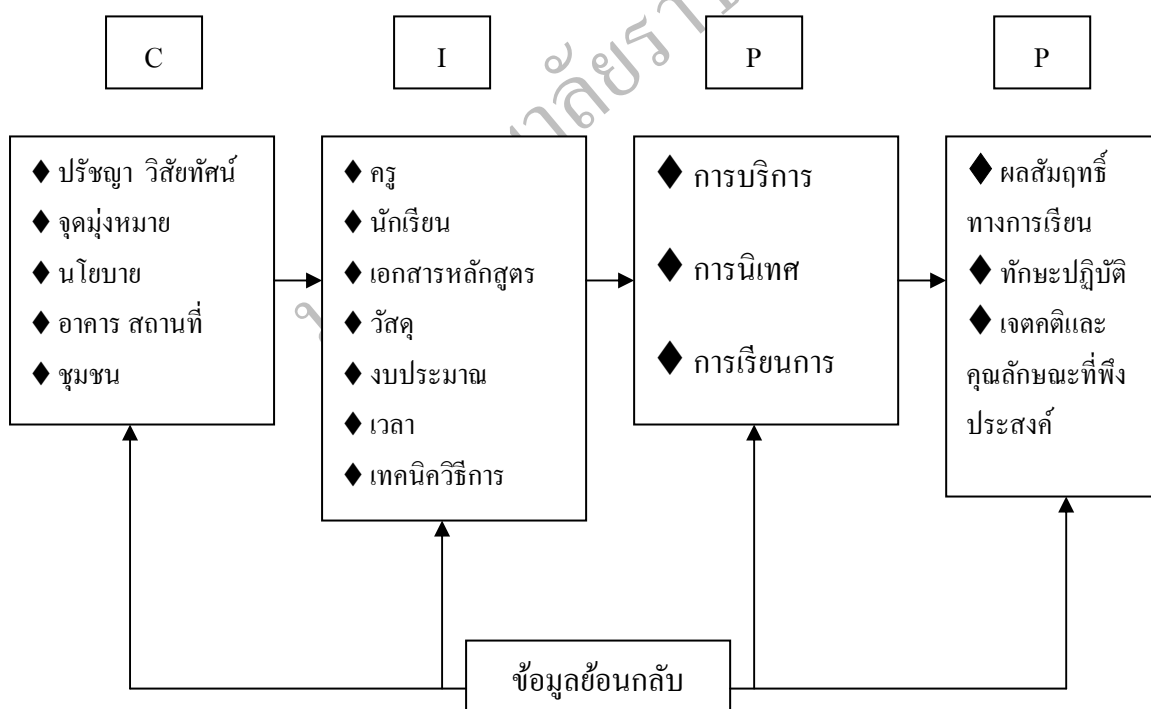 C
I
P
P
◆ ปรัชญา วิสัยทัศน์
◆ จุดมุ่งหมาย
◆ นโยบาย
◆ อาคาร สถานที่
◆ ชุมชน
◆ ครู
◆ นักเรียน
◆ เอกสารหลักสูตร
◆ วัสดุ
◆ งบประมาณ
◆ เวลา
◆ เทคนิควิธีการ
◆ การบริการ
◆ การนิเทศ
◆ การเรียนการ
◆ ผลสัมฤทธิ์
ทางการเรียน
◆ ทักษะปฏิบัติ
◆ เจตคติและ
คุณลักษณะที่พึง
ประสงค์
ข้อมูลย้อนกลับ